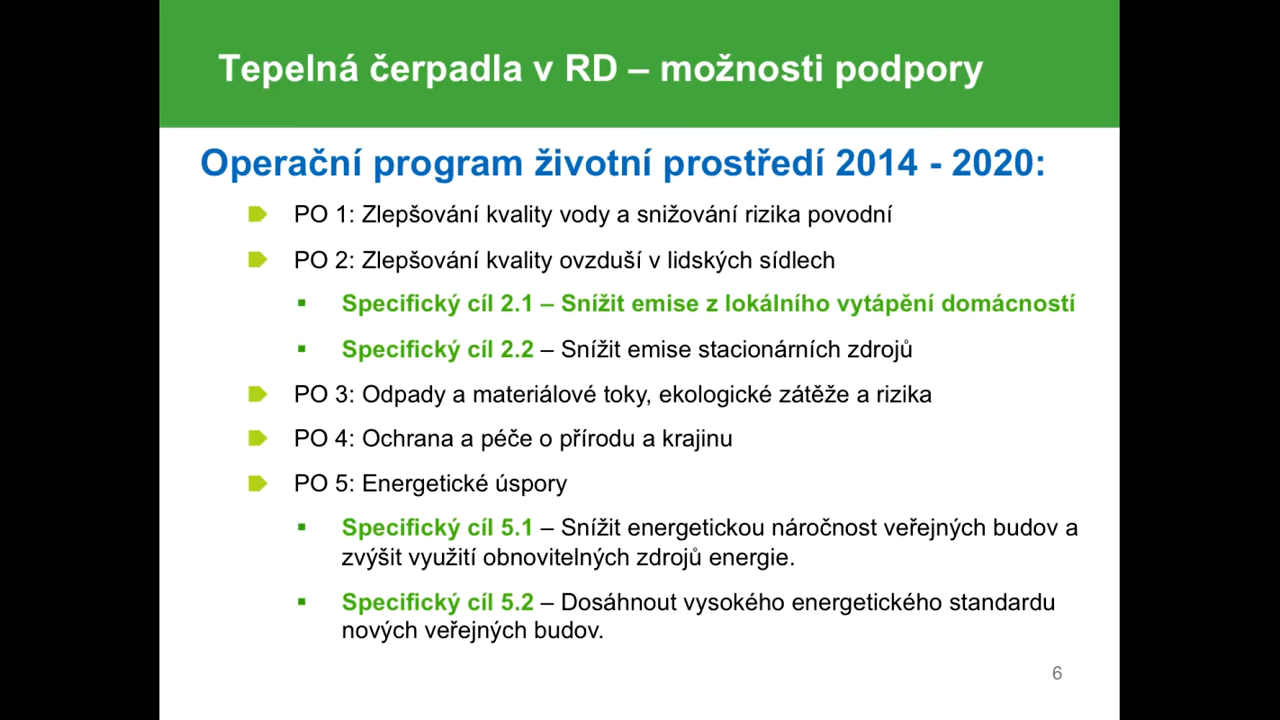 Tepelná čerpadla v RD – možnosti podpory
Operační program životní prostředí 2014 - 2020:
PO 1: Zlepšování kvality vody a snižování rizika povodní
PO 2: Zlepšování kvality ovzduší v lidských sídlech
Specifický cíl 2.1 – Snížit emise z lokálního vytápění domácností
Specifický cíl 2.2 – Snížit emise stacionárních zdrojů
PO 3: Odpady a materiálové toky, ekologické zátěže a rizika
PO 4: Ochrana a péče o přírodu a krajinu
PO 5: Energetické úspory
Specifický cíl 5.1 – Snížit energetickou náročnost veřejných budov a
zvýšit využití obnovitelných zdrojů energie.
Specifický cíl 5.2 – Dosáhnout vysokého energetického standardu
nových veřejných budov.
6